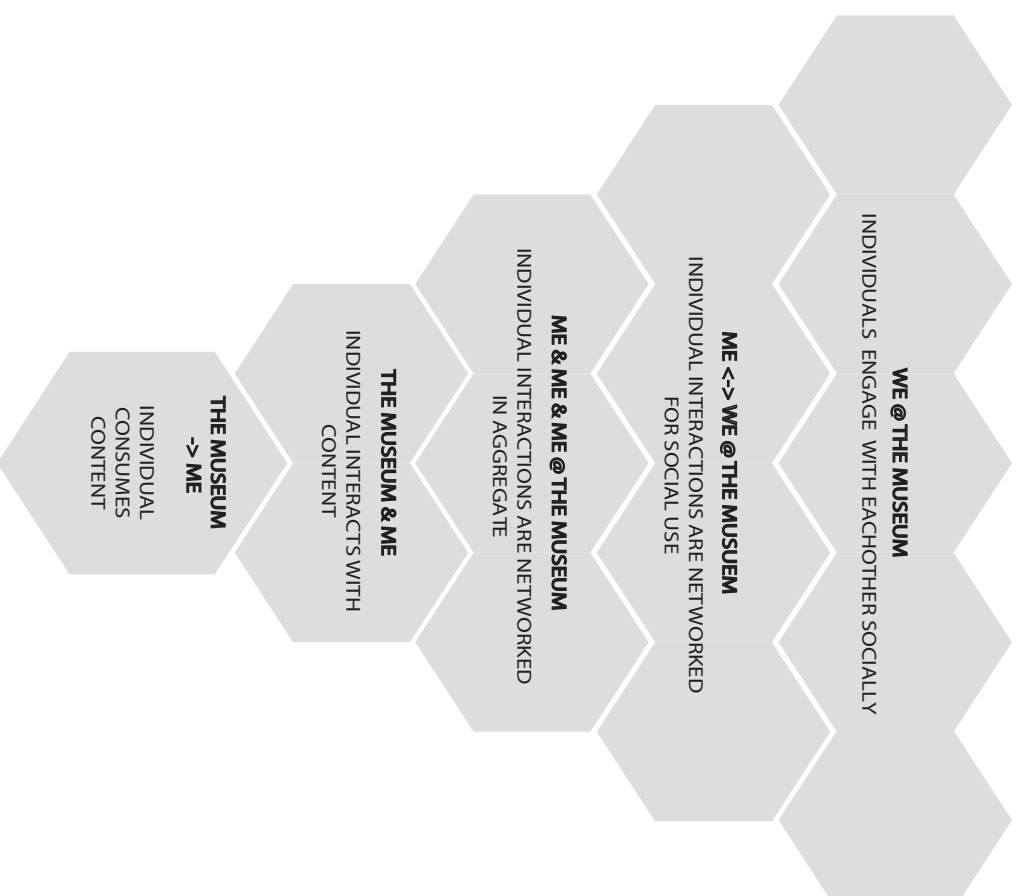 WE @ THE MUSEUM
INDIVIDUALS ENGAGE WITH EACHOTHER SOCIALLY
ME <-> WE @ THE MUSUEM
INDIVIDUAL INTERACTIONS ARE NETWORKED
FOR SOCIAL USE
ME & ME & ME @ THE MUSEUM
INDIVIDUAL INTERACTIONS ARE NETWORKED
IN AGGREGATE
THE MUSEUM & ME
INDIVIDUAL INTERACTS WITH
CONTENT
THE MUSEUM
-> ME
INDIVIDUAL
CONSUMES
CONTENT